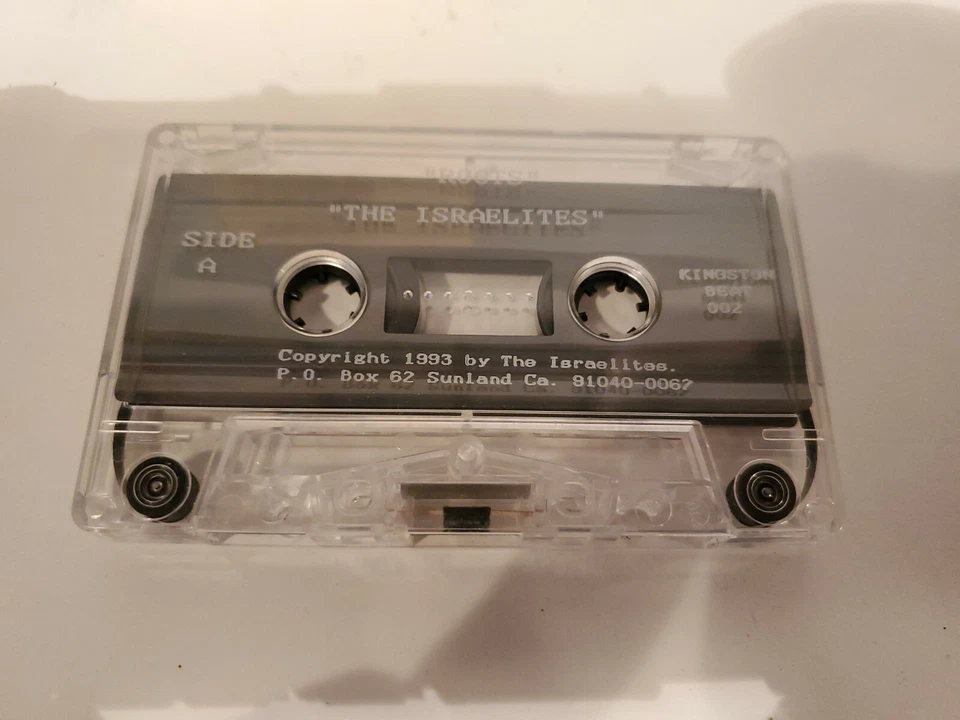 "ROOTS"
"THE ISRAELITES"
SIDE
A
KINGSTON
BEAT
002
Copyright 1993 by The Israelites.
P.O. Box 62 Sunland Ca. 91040-0062